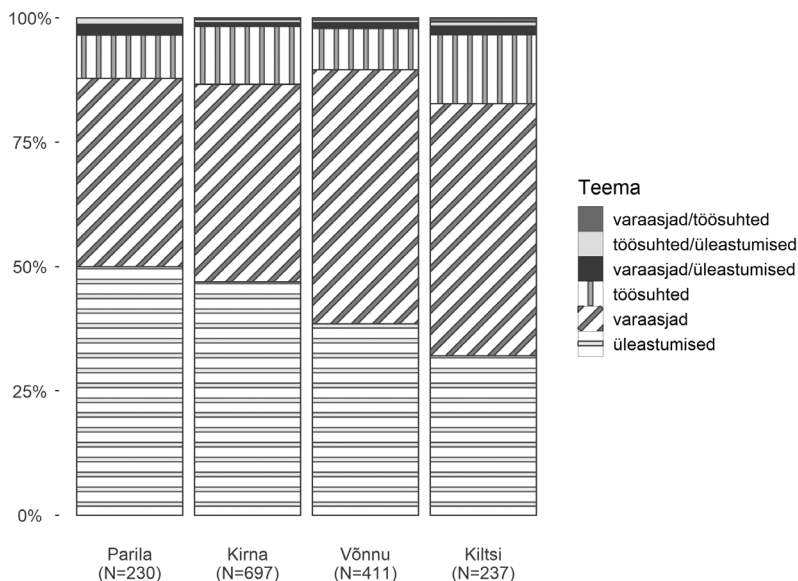 100%
75%
50%
25%
0%
Parila
(N=230)
Kirna
(N=697)
Võnnu
(N=411)
Kiltsi
(N=237)
Teema
varaasjad/töösuhted
töösuhted/üleastumised
varaasjad/üleastumised
töösuhted
varaasjad
üleastumised